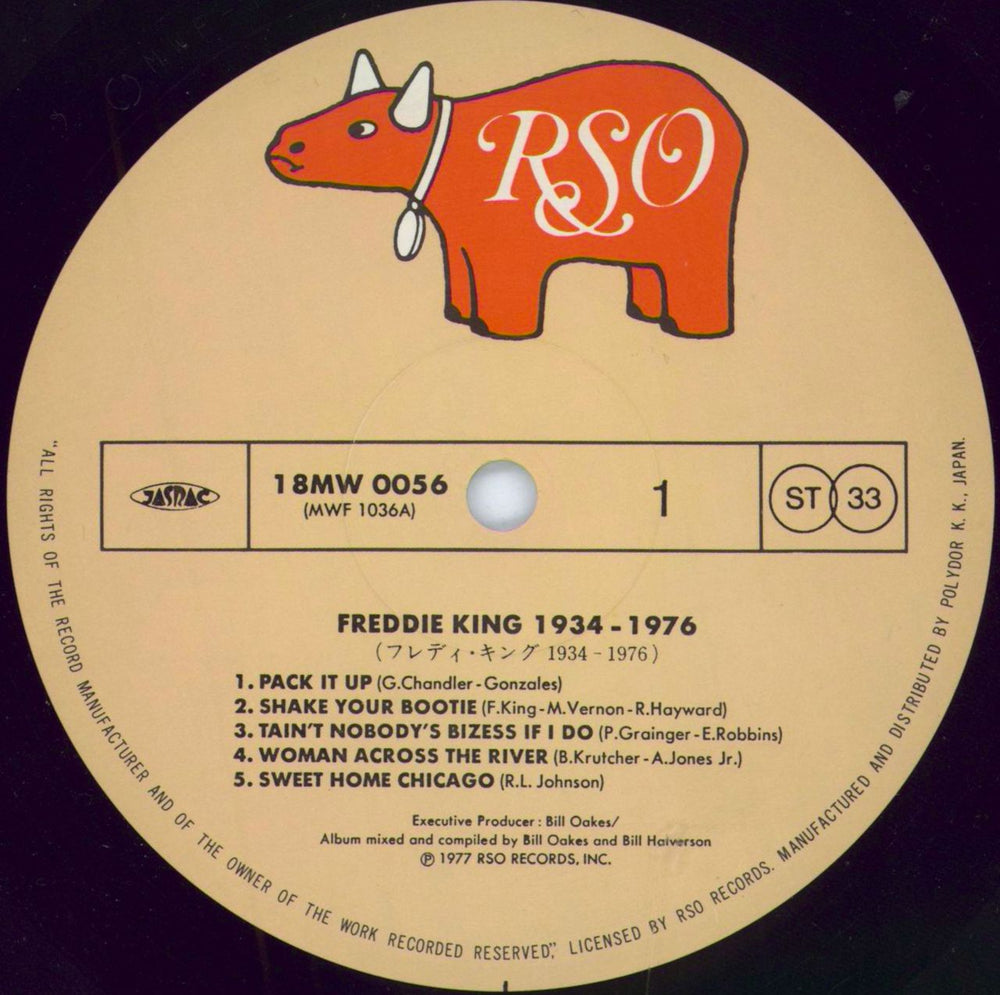 RSO
JASRAC
18MW 0056
(MWF 1036A)
1
ST 33
FREDDIE KING 1934-1976
(フレディ・キング 1934-1976)
1. PACK IT UP (G.Chandler-Gonzales)
2. SHAKE YOUR BOOTIE (F.King-M.Vernon-R.Hayward)
3. TAIN'T NOBODY'S BIZESS IF I DO (P.Grainger-E.Robbins)
4. WOMAN ACROSS THE RIVER (B.Krutcher-A.Jones Jr.)
5. SWEET HOME CHICAGO (R.L. Johnson)
Executive Producer : Bill Oakes/
Album mixed and compiled by Bill Oakes and Bill Halverson
Ⓟ 1977 RSO RECORDS, INC.
"ALL RIGHTS OF THE RECORD MANUFACTURER AND OF THE OWNER OF THE WORK RECORDED RESERVED," LICENSED BY RSO RECORDS. MANUFACTURED AND DISTRIBUTED BY POLYDOR K. K., JAPAN.